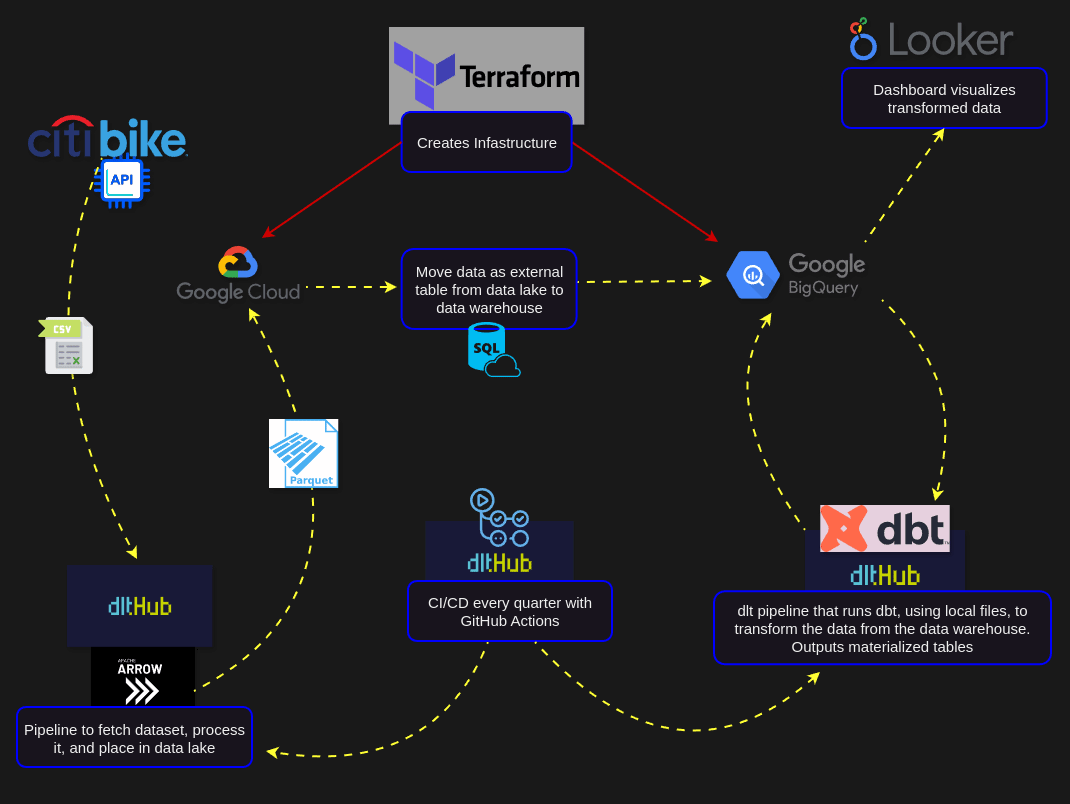 Looker
Dashboard visualizes
transformed data
Terraform
Creates Infastructure
citi bike
API
Google Cloud
Move data as external
table from data lake to
data warehouse
SQL
Google
BigQuery
CSV
Parquet
dltHub
CI/CD every quarter with
GitHub Actions
dbt
dltHub
dlt pipeline that runs dbt, using local files, to
transform the data from the data warehouse.
Outputs materialized tables
dltHub
APACHE
ARROW
Pipeline to fetch dataset, process
it, and place in data lake